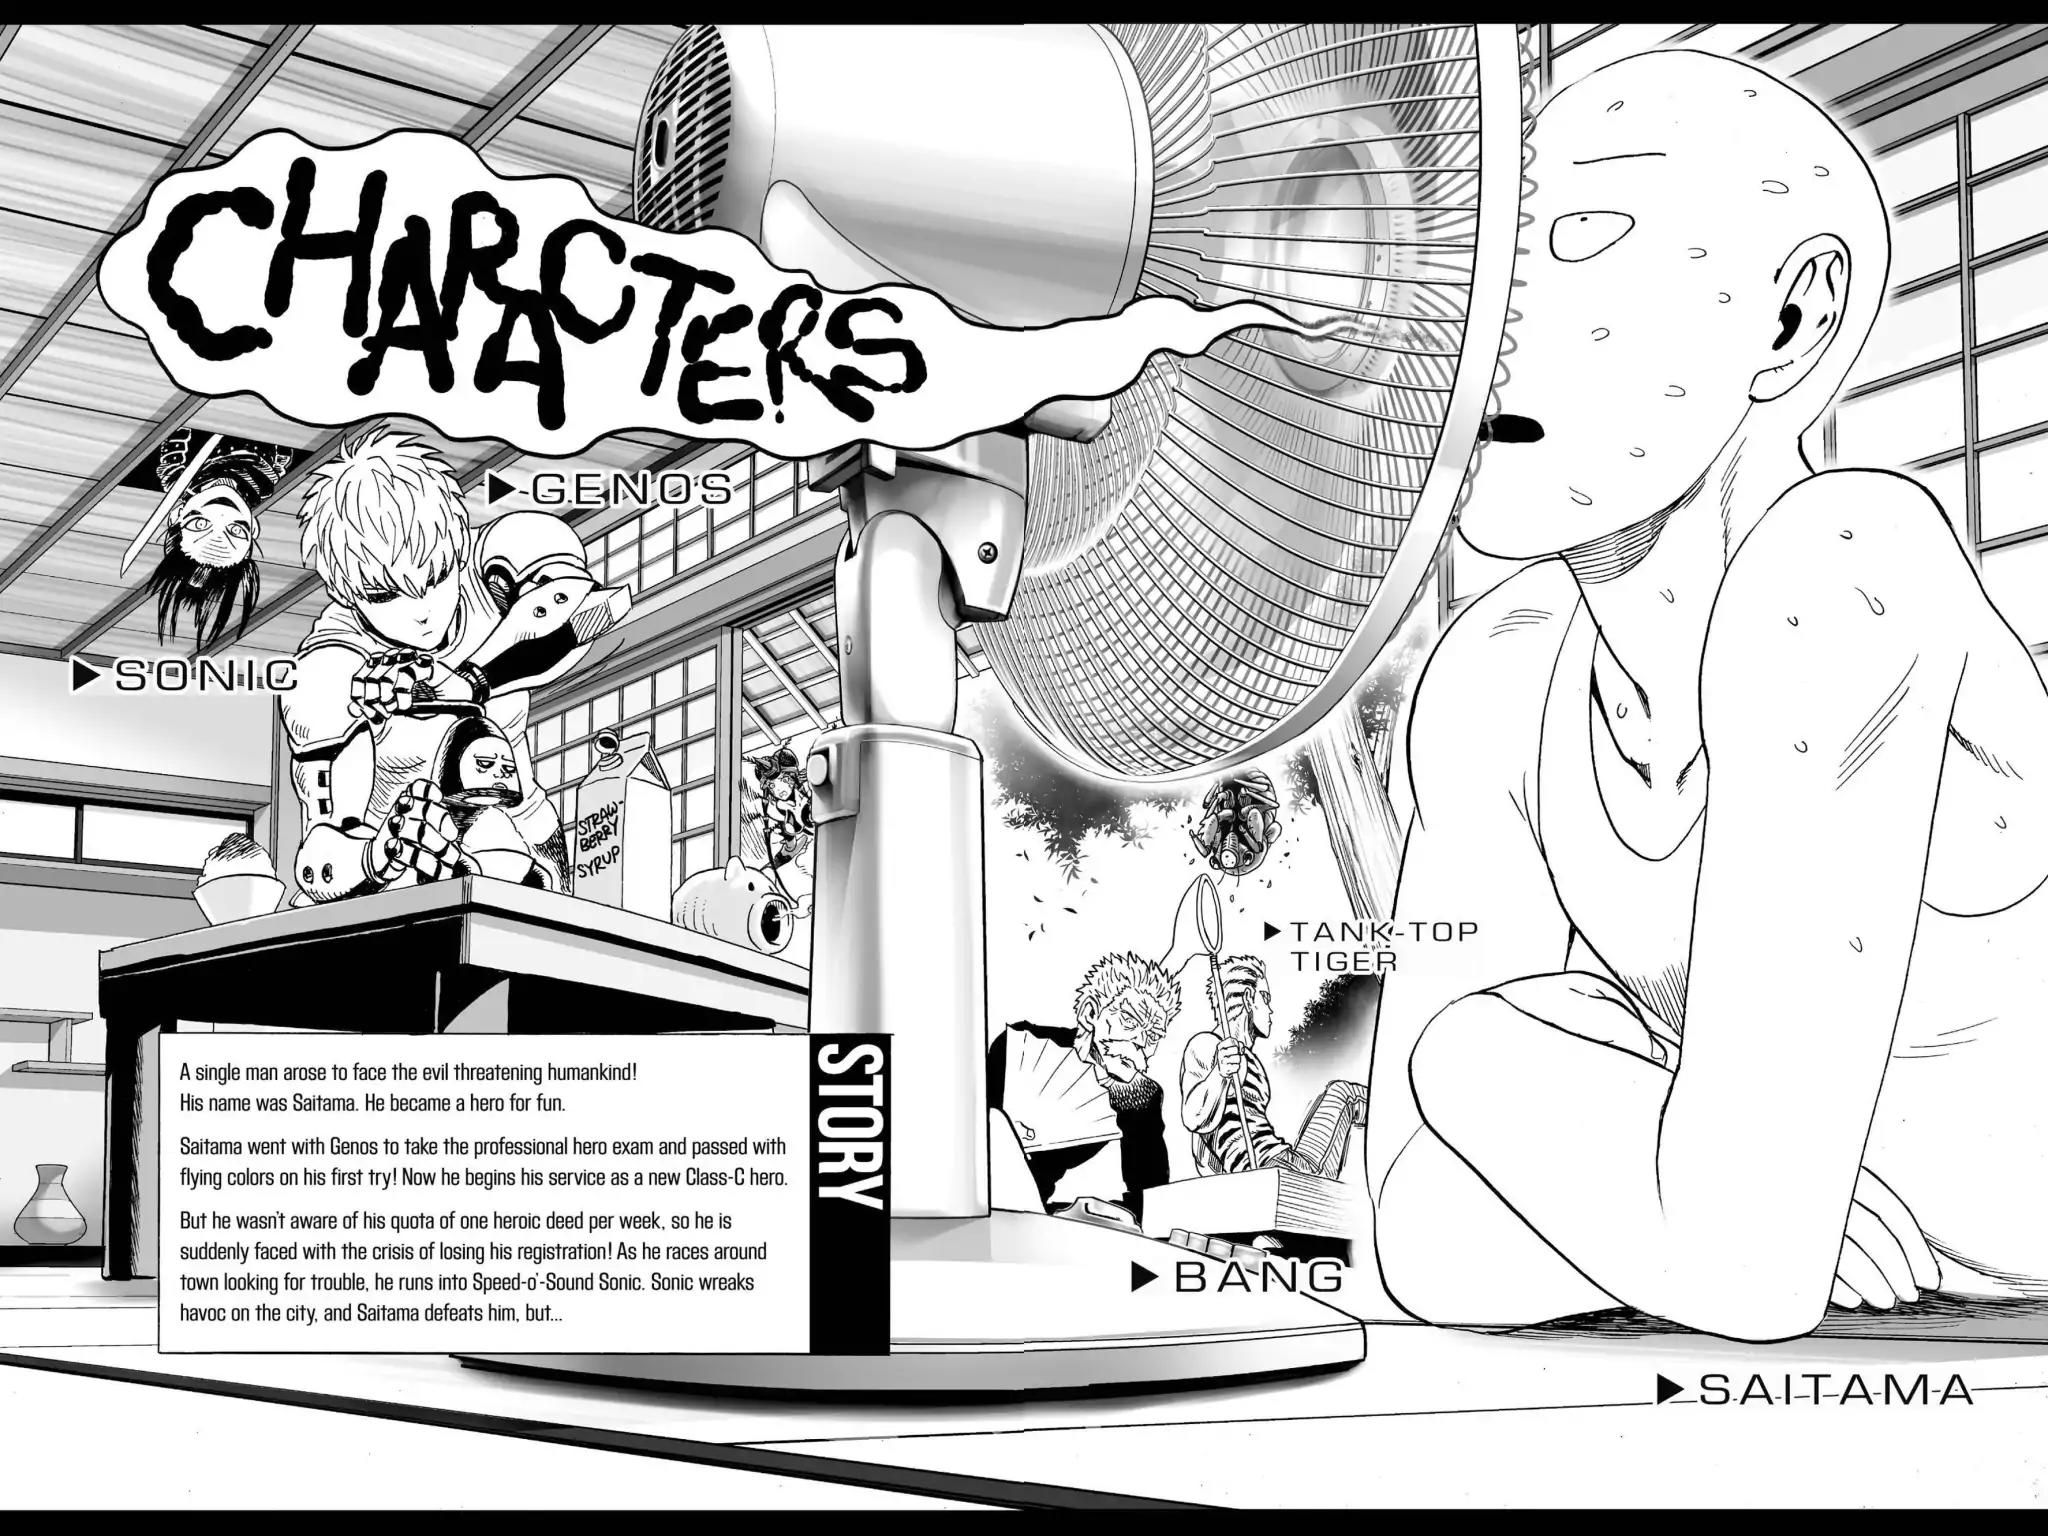 CHARACTERS
▶GENOS
▶SONIC
STRAW-
BERRY
SYRUP
▶TANK-TOP
TIGER
STORY
A single man arose to face the evil threatening humankind!
His name was Saitama. He became a hero for fun.
Saitama went with Genos to take the professional hero exam and passed with
flying colors on his first try! Now he begins his service as a new Class-C hero.
But he wasn't aware of his quota of one heroic deed per week, so he is
suddenly faced with the crisis of losing his registration! As he races around
town looking for trouble, he runs into Speed-o'-Sound Sonic. Sonic wreaks
havoc on the city, and Saitama defeats him, but...
▶BANG
▶SAITAMA